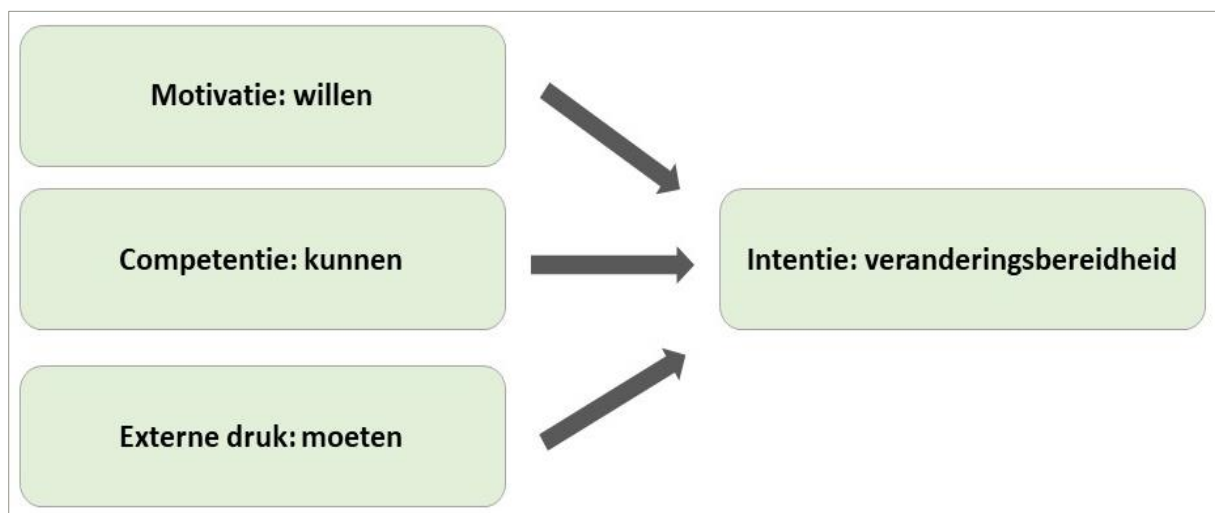 Motivatie: willen
Competentie: kunnen
Intentie: veranderingsbereidheid
Externe druk: moeten